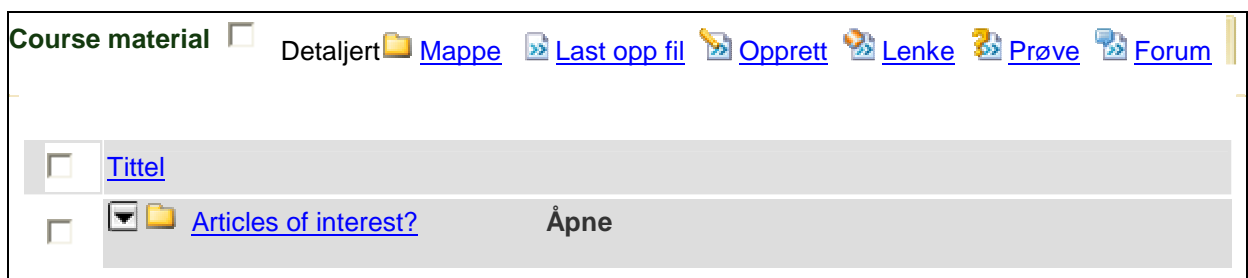 Course material Detaljert Mappe Last opp fil Opprett Lenke Prøve Forum
Tittel
Articles of interest? Åpne